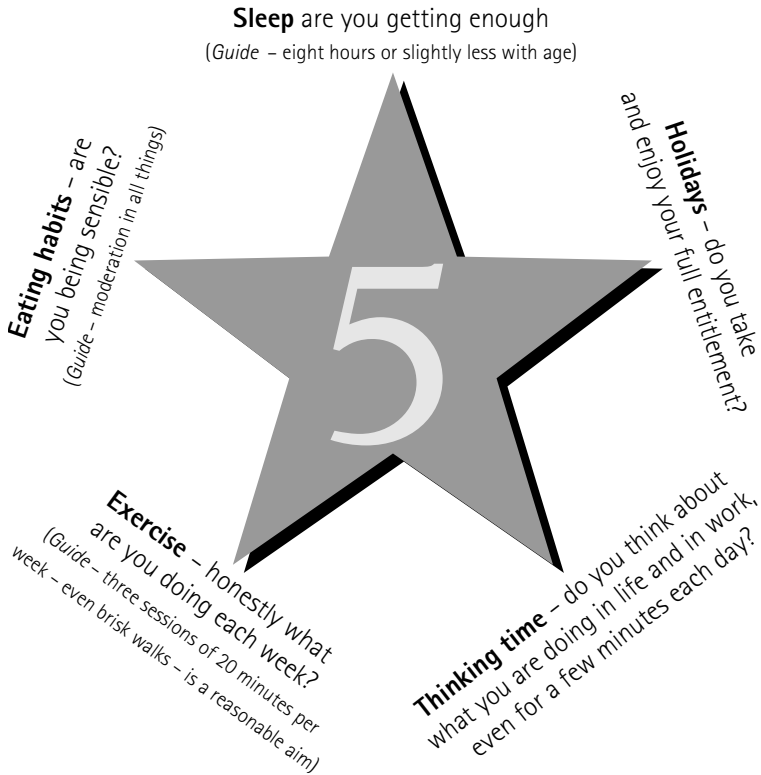 Sleep are you getting enough
(Guide – eight hours or slightly less with age)
Holidays – do you take
and enjoy your full entitlement?
Thinking time – do you think about
what you are doing in life and in work,
even for a few minutes each day?
Exercise – honestly what
are you doing each week?
(Guide – three sessions of 20 minutes per
week – even brisk walks – is a reasonable aim)
Eating habits – are
you being sensible?
(Guide – moderation in all things)
5